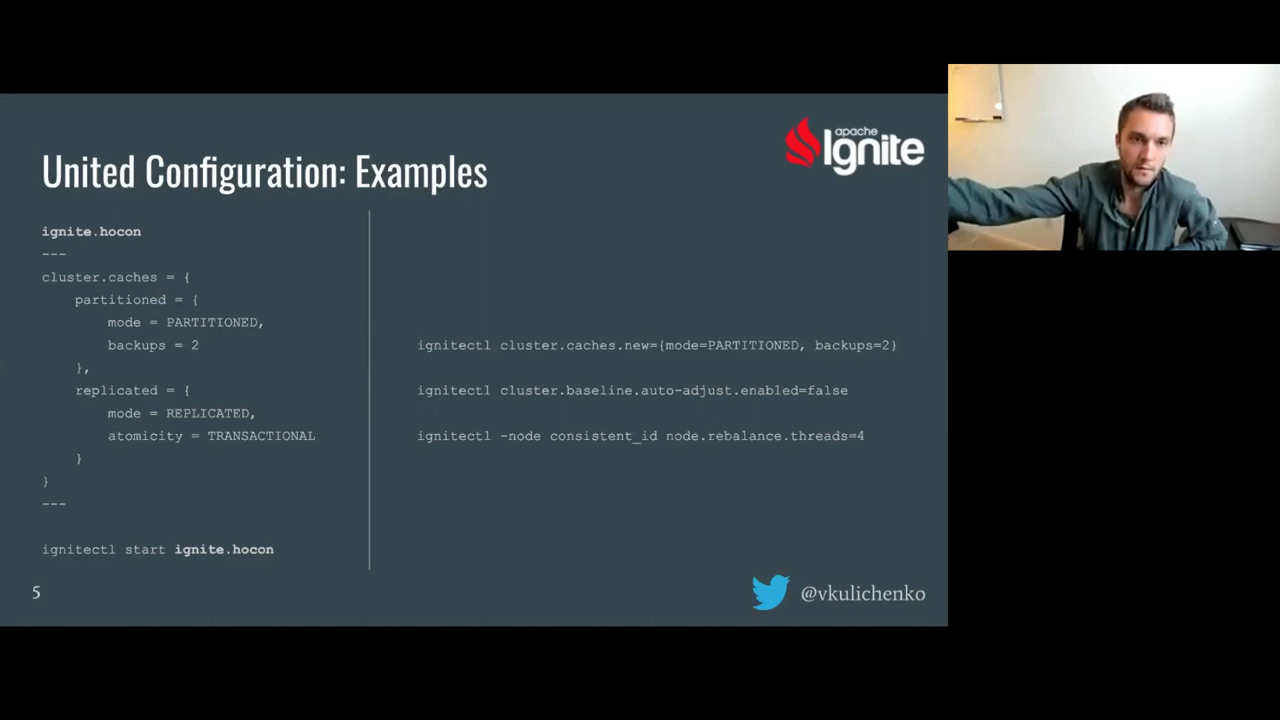 apache
Ignite
United Configuration: Examples
ignite.hocon
---
cluster.caches = {
    partitioned = {
        mode = PARTITIONED,
        backups = 2
    },
    replicated = {
        mode = REPLICATED,
        atomicity = TRANSACTIONAL
    }
}
---
ignitectl start ignite.hocon
ignitectl cluster.caches.new={mode=PARTITIONED, backups=2}
ignitectl cluster.baseline.auto-adjust.enabled=false
ignitectl -node consistent_id node.rebalance.threads=4
5
@vkulichenko